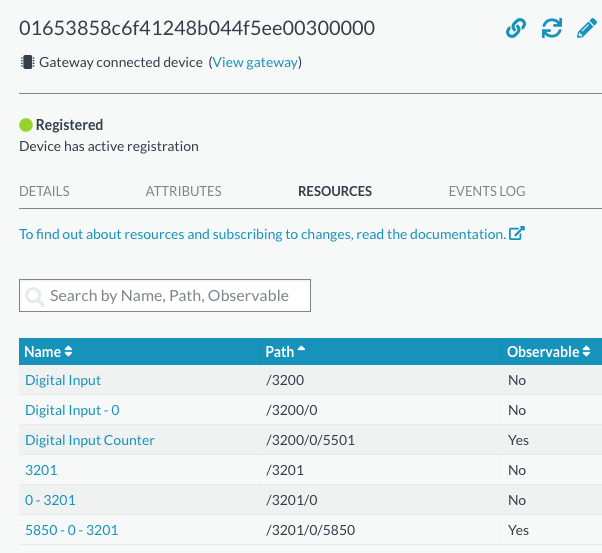 01653858c6f41248b044f5ee00300000
Gateway connected device (View gateway)
Registered
Device has active registration
DETAILS ATTRIBUTES RESOURCES EVENTS LOG
To find out about resources and subscribing to changes, read the documentation.
Search by Name, Path, Observable
Name Path Observable
Digital Input /3200 No
Digital Input - 0 /3200/0 No
Digital Input Counter /3200/0/5501 Yes
3201 /3201 No
0 - 3201 /3201/0 No
5850 - 0 - 3201 /3201/0/5850 Yes